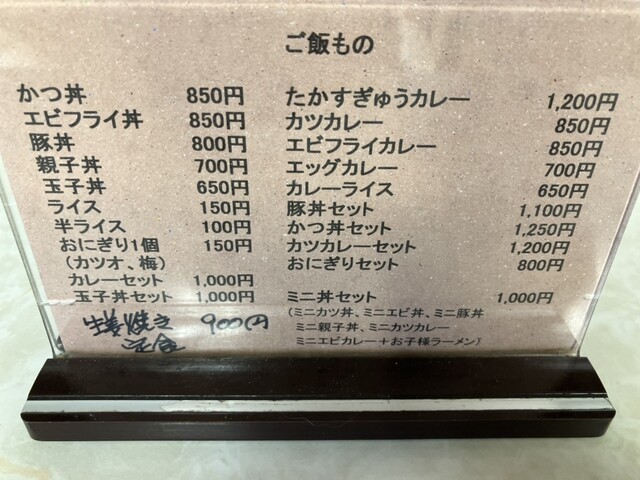 ご飯もの
かつ丼 850円
エビフライ丼 850円
豚丼 800円
親子丼 700円
玉子丼 650円
ライス 150円
半ライス 100円
おにぎり1個 150円
(カツオ、梅)
カレーセット 1,000円
玉子丼セット 1,000円
生姜焼き 900円
定食
たかすぎゅうカレー 1,200円
カツカレー 850円
エビフライカレー 850円
エッグカレー 700円
カレーライス 650円
豚丼セット 1,100円
かつ丼セット 1,250円
カツカレーセット 1,200円
おにぎりセット 800円
ミニ丼セット 1,000円
(ミニカツ丼、ミニエビ丼、ミニ豚丼
ミニ親子丼、ミニカツカレー
ミニエビカレー+お子様ラーメン)